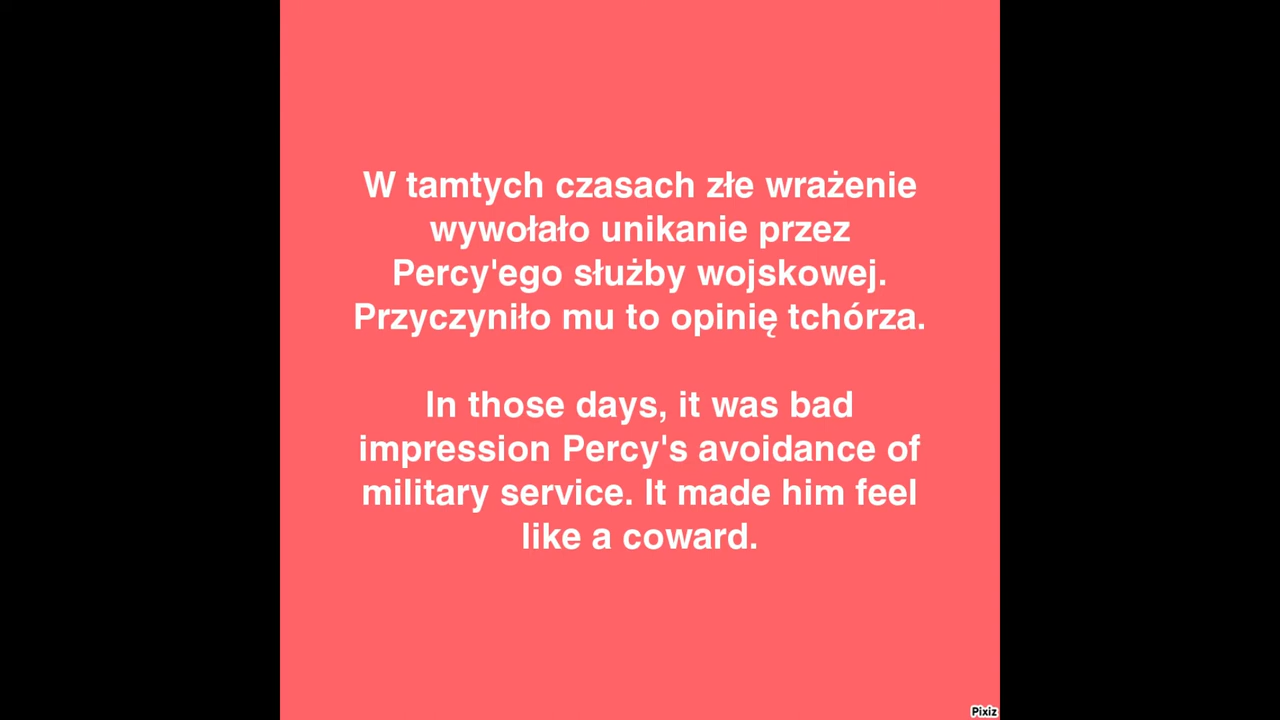 W tamtych czasach złe wrażenie
wywołało unikanie przez
Percy'ego służby wojskowej.
Przyczyniło mu to opinię tchórza.
In those days, it was bad
impression Percy's avoidance of
military service. It made him feel
like a coward.
Pixiz